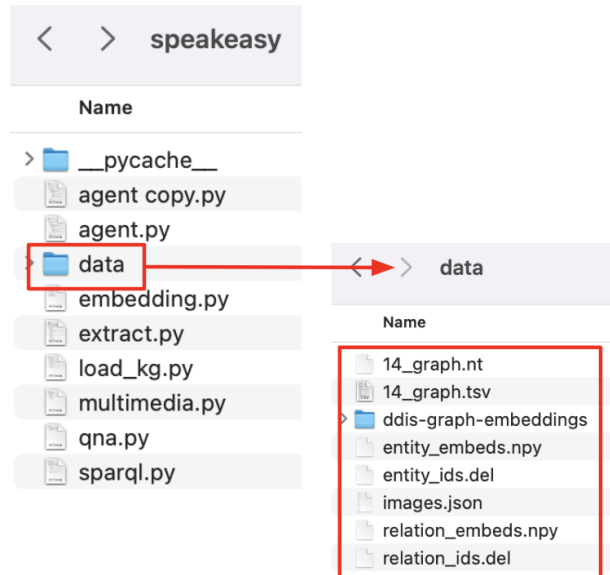 speakeasy
Name
__pycache__
agent copy.py
agent.py
data
embedding.py
extract.py
load_kg.py
multimedia.py
qna.py
sparql.py
data
Name
14_graph.nt
14_graph.tsv
ddis-graph-embeddings
entity_embeds.npy
entity_ids.del
images.json
relation_embeds.npy
relation_ids.del